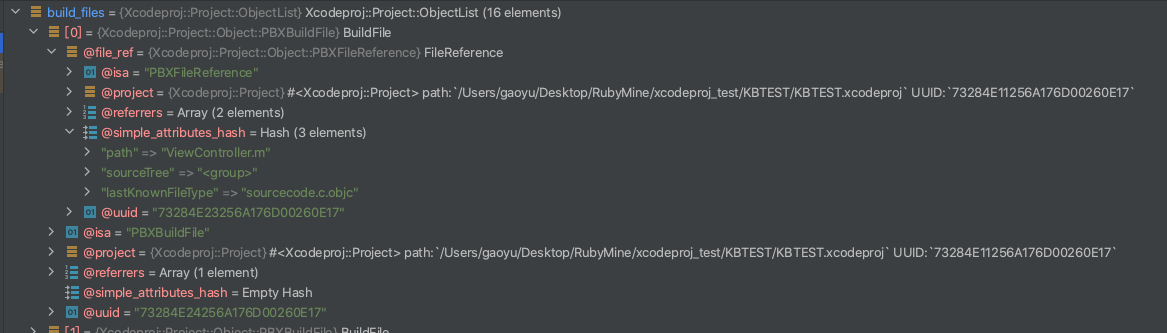 build_files = {Xcodeproj::Project::ObjectList} Xcodeproj::Project::ObjectList (16 elements)
[0] = {Xcodeproj::Project::Object::PBXBuildFile} BuildFile
@file_ref = {Xcodeproj::Project::Object::PBXFileReference} FileReference
@isa = "PBXFileReference"
@project = {Xcodeproj::Project} #<Xcodeproj::Project> path:`/Users/gaoyu/Desktop/RubyMine/xcodeproj_test/KBTEST/KBTEST.xcodeproj` UUID:`73284E11256A176D00260E17`
@referrers = Array (2 elements)
@simple_attributes_hash = Hash (3 elements)
"path" => "ViewController.m"
"sourceTree" => "<group>"
"lastKnownFileType" => "sourcecode.c.objc"
@uuid = "73284E23256A176D00260E17"
@isa = "PBXBuildFile"
@project = {Xcodeproj::Project} #<Xcodeproj::Project> path:`/Users/gaoyu/Desktop/RubyMine/xcodeproj_test/KBTEST/KBTEST.xcodeproj` UUID:`73284E11256A176D00260E17`
@referrers = Array (1 element)
@simple_attributes_hash = Empty Hash
@uuid = "73284E24256A176D00260E17"
[1] = {Xcodeproj::Project::Object::PBXBuildFile} BuildFile